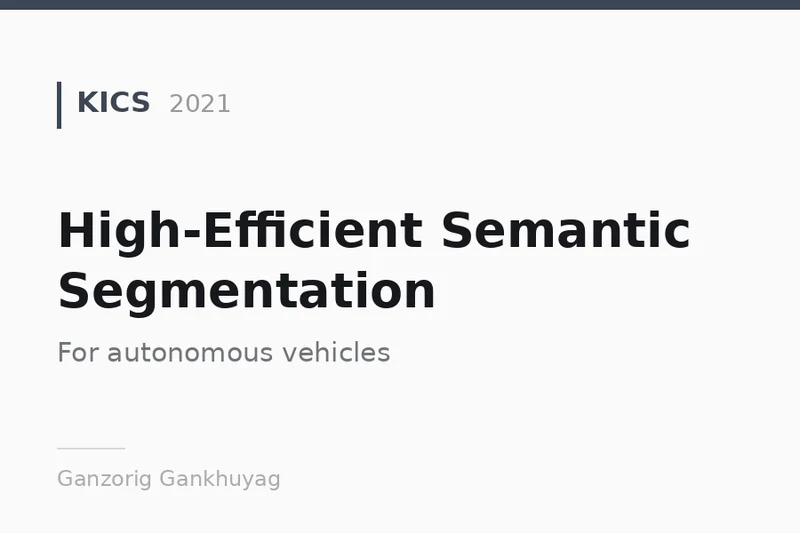 KICS 2021
High-Efficient Semantic
Segmentation
For autonomous vehicles
Ganzorig Gankhuyag